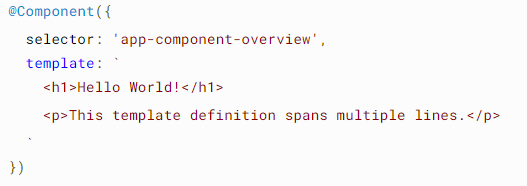 @Component({
  selector: 'app-component-overview',
  template: `
    <h1>Hello World!</h1>
    <p>This template definition spans multiple lines.</p>
  `
})